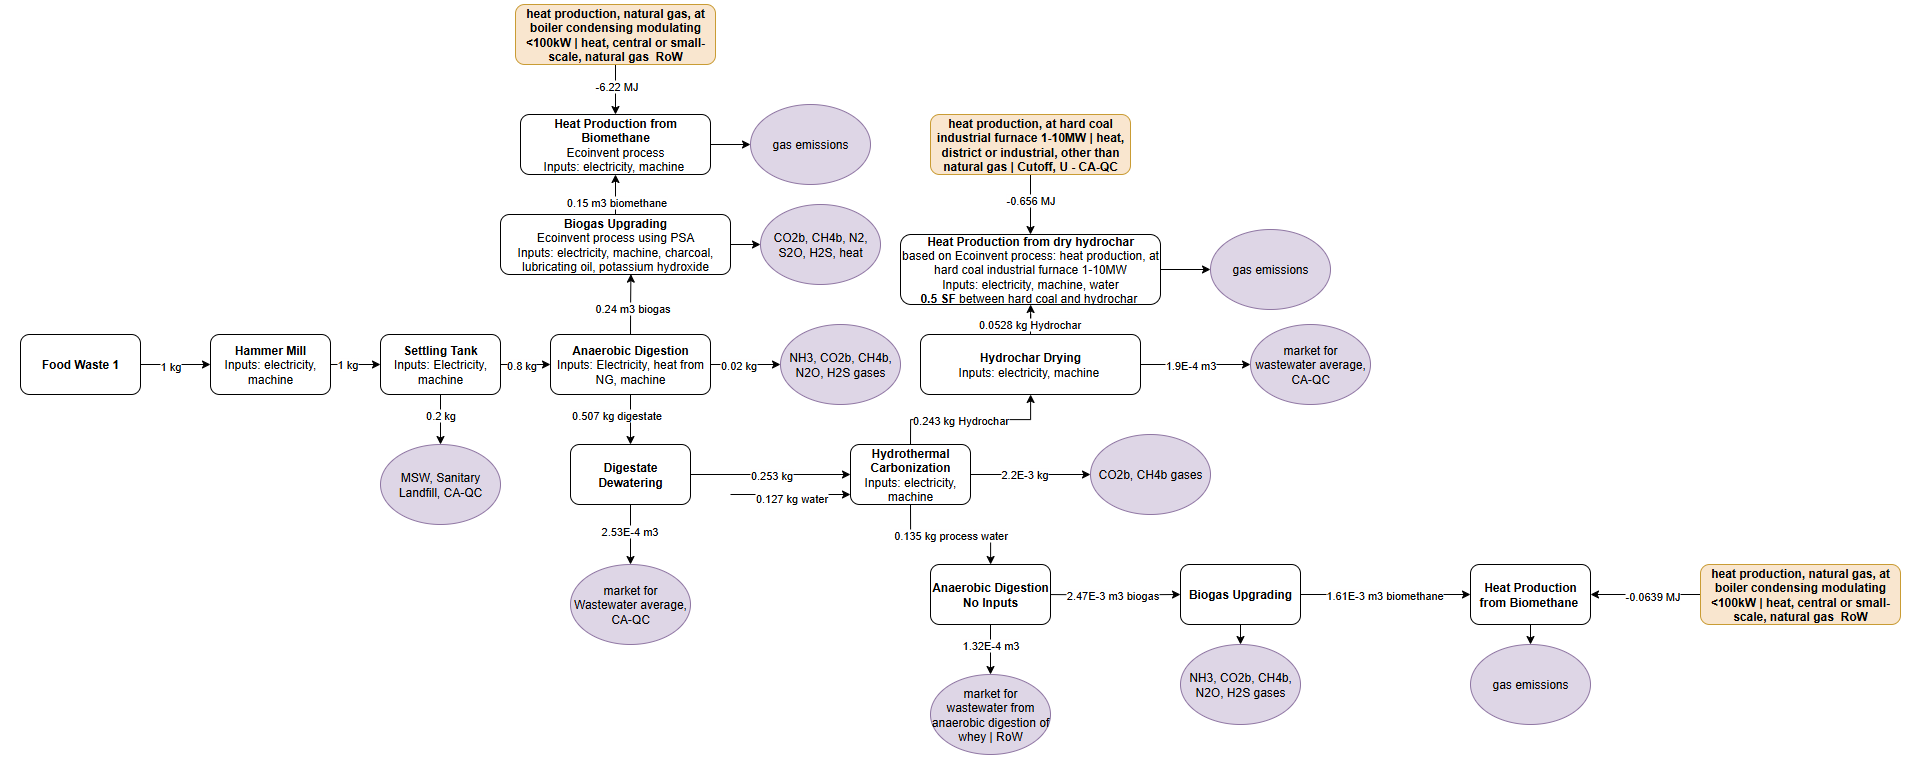 heat production, natural gas, at
boiler condensing modulating
<100kW | heat, central or small-
scale, natural gas  RoW
-6.22 MJ
Heat Production from
Biomethane
Ecoinvent process
Inputs: electricity, machine
gas emissions
0.15 m3 biomethane
Biogas Upgrading
Ecoinvent process using PSA
Inputs: electricity, machine, charcoal,
lubricating oil, potassium hydroxide
CO2b, CH4b, N2,
S2O, H2S, heat
0.24 m3 biogas
heat production, at hard coal
industrial furnace 1-10MW | heat,
district or industrial, other than
natural gas | Cutoff, U - CA-QC
-0.656 MJ
Heat Production from dry hydrochar
based on Ecoinvent process: heat production, at
hard coal industrial furnace 1-10MW
Inputs: electricity, machine, water
0.5 SF between hard coal and hydrochar
gas emissions
0.0528 kg Hydrochar
Food Waste 1
1 kg
Hammer Mill
Inputs: electricity,
machine
1 kg
Settling Tank
Inputs: Electricity,
machine
0.8 kg
Anaerobic Digestion
Inputs: Electricity, heat from
NG, machine
0.02 kg
NH3, CO2b, CH4b,
N2O, H2S gases
Hydrochar Drying
Inputs: electricity, machine
1.9E-4 m3
market for
wastewater average,
CA-QC
0.2 kg
MSW, Sanitary
Landfill, CA-QC
0.507 kg digestate
Digestate
Dewatering
0.253 kg
0.127 kg water
0.243 kg Hydrochar
Hydrothermal
Carbonization
Inputs: electricity,
machine
2.2E-3 kg
CO2b, CH4b gases
2.53E-4 m3
market for
Wastewater average,
CA-QC
0.135 kg process water
Anaerobic Digestion
No Inputs
2.47E-3 m3 biogas
Biogas Upgrading
1.61E-3 m3 biomethane
Heat Production
from Biomethane
-0.0639 MJ
heat production, natural gas, at
boiler condensing modulating
<100kW | heat, central or small-
scale, natural gas  RoW
1.32E-4 m3
market for
wastewater from
anaerobic digestion of
whey | RoW
NH3, CO2b, CH4b,
N2O, H2S gases
gas emissions